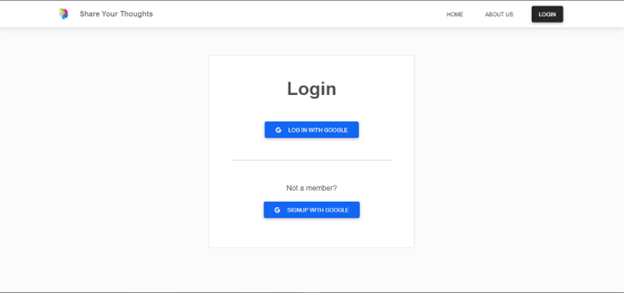 Share Your Thoughts
HOME
ABOUT US
LOGIN
Login
LOG IN WITH GOOGLE
Not a member?
SIGNUP WITH GOOGLE